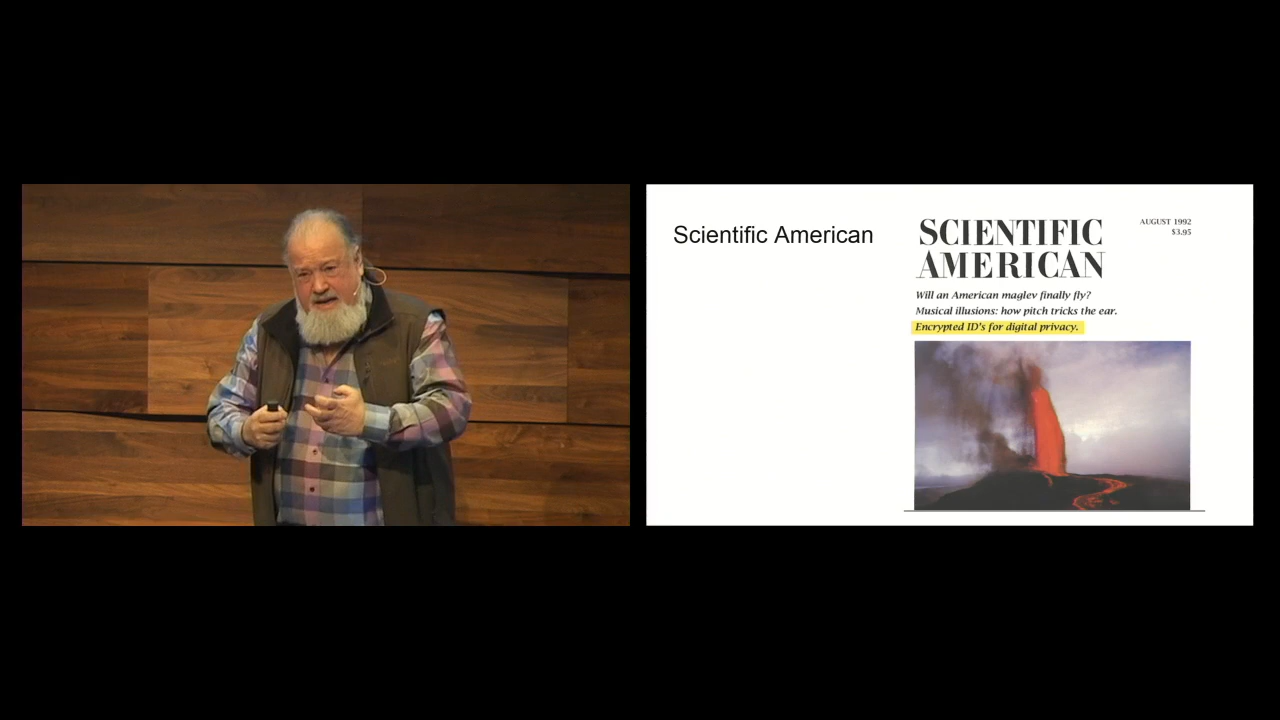 Scientific American
SCIENTIFIC
AMERICAN
AUGUST 1992
$3.95
Will an American maglev finally fly?
Musical illusions: how pitch tricks the ear.
Encrypted ID's for digital privacy.